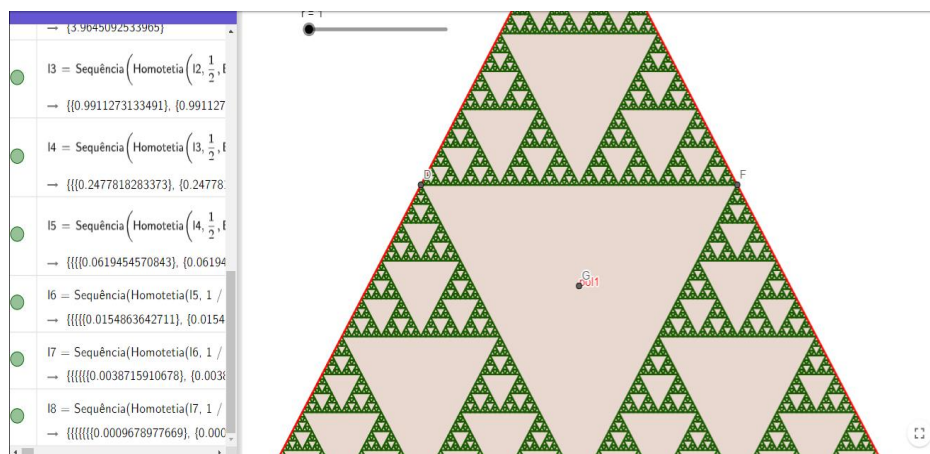 → {3.9645092533965}
l3 = Sequência(Homotetia(l2, 1/2, E
→ {{0.9911273133491}, {0.991127
l4 = Sequência(Homotetia(l3, 1/2, E
→ {{{0.2477818283373}, {0.24778
l5 = Sequência(Homotetia(l4, 1/2, E
→ {{{{0.0619454570843}, {0.06194
l6 = Sequência(Homotetia(l5, 1 /
→ {{{{{0.0154863642711}, {0.0154
l7 = Sequência(Homotetia(l6, 1 /
→ {{{{{{0.0038715910678}, {0.0038
l8 = Sequência(Homotetia(l7, 1 /
→ {{{{{{{0.0009678977669}, {0.000
r = 1
D
F
G